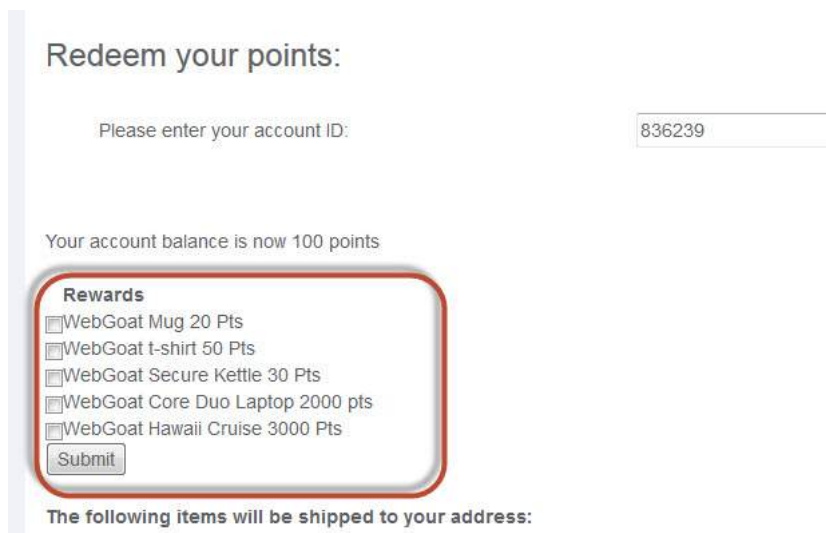 Redeem your points:
Please enter your account ID: 836239
Your account balance is now 100 points
Rewards
WebGoat Mug 20 Pts
WebGoat t-shirt 50 Pts
WebGoat Secure Kettle 30 Pts
WebGoat Core Duo Laptop 2000 pts
WebGoat Hawaii Cruise 3000 Pts
Submit
The following items will be shipped to your address: